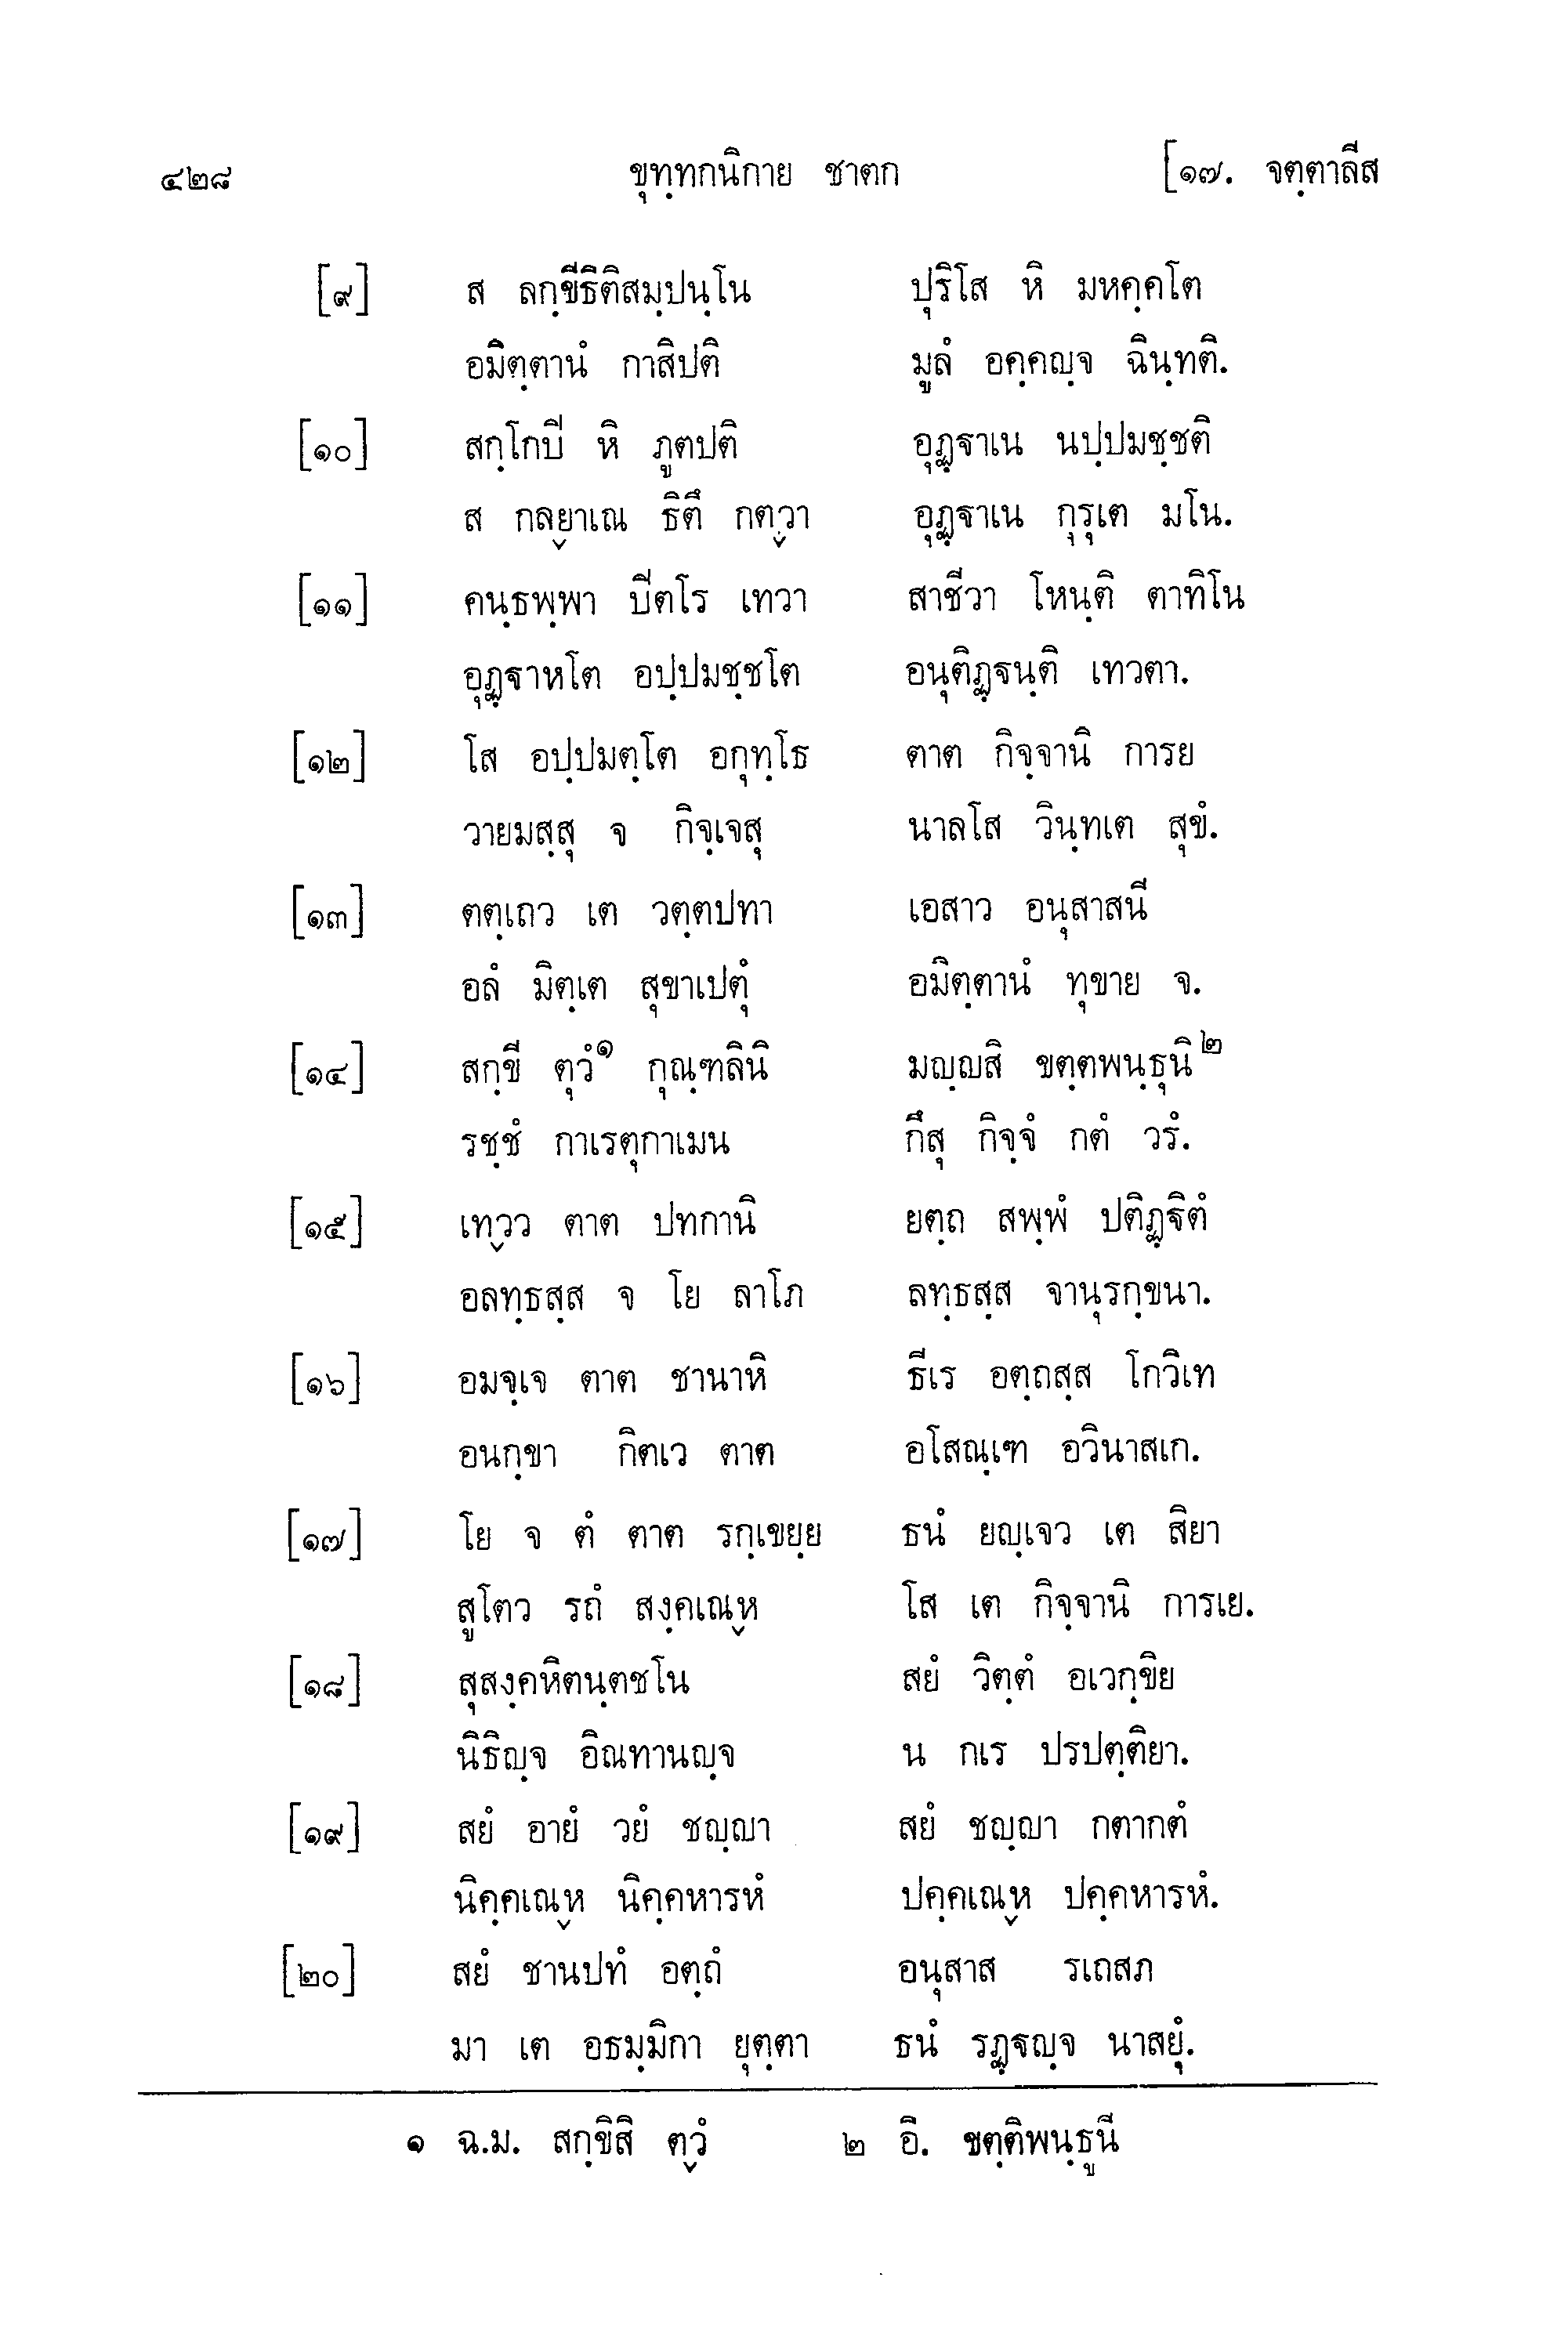 ๔๒๘ ขุทฺทกนิกาย ชาตก [๑๗. จตฺตาลีส
[๙] ส ลกฺขีธิติสมฺปนฺโน ปุริโส หิ มหคฺคโต
อมิตฺตานํ กาสิปติ มูลํ อคฺคญฺจ ฉินฺทติ.
[๑๐] สกฺโกปี หิ ภูตปติ อุฏฺฐาเน นปฺปมชฺชติ
ส กลฺยาเณ ธิตึ กตฺวา อุฏฺฐาเน กุรุเต มโน.
[๑๑] คนฺธพฺพา ปีตโร เทวา สาชีวา โหนฺติ ตาทิโน
อุฏฺฐาหโต อปฺปมชฺชโต อนุติฏฺฐนฺติ เทวตา.
[๑๒] โส อปฺปมตฺโต อกุทฺโธ ตาต กิจฺจานิ การย
วายมสฺสุ จ กิจฺเจสุ นาลโส วินฺทเต สุขํ.
[๑๓] ตตฺเถว เต วตฺตปทา เอสาว อนุสาสนี
อลํ มิตฺเต สุขาเปตุํ อมิตฺตานํ ทุขาย จ.
[๑๔] สกฺขี ตุวํ๑ กุณฺฑลินิ มญฺญสิ ขตฺตพนฺธุนิ๒
รชฺชํ กาเรตุกาเมน กึสุ กิจฺจํ กตํ วรํ.
[๑๕] เทฺวว ตาต ปทกานิ ยตฺถ สพฺพํ ปติฏฺฐิตํ
อลทฺธสฺส จ โย ลาโภ ลทฺธสฺส จานุรกฺขนา.
[๑๖] อมจฺเจ ตาต ชานาหิ ธีเร อตฺถสฺส โกวิเท
อนกฺขา กิตเว ตาต อโสณฺเฑ อวินาสเก.
[๑๗] โย จ ตํ ตาต รกฺเขยฺย ธนํ ยญฺเจว เต สิยา
สูโตว รถํ สงฺคเณฺห โส เต กิจฺจานิ การเย.
[๑๘] สุสงฺคหิตนฺตชโน สยํ วิตฺตํ อเวกฺขิย
นิธิญฺจ อิณทานญฺจ น กเร ปรปตฺติยา.
[๑๙] สยํ อายํ วยํ ชญฺญา สยํ ชญฺญา กตากตํ
นิคฺคเณฺห นิคฺคหารหํ ปคฺคเณฺห ปคฺคหารหํ.
[๒๐] สยํ ชานปทํ อตฺถํ อนุสาส รเถสภ
มา เต อธมฺมิกา ยุตฺตา ธนํ รฏฺฐญฺจ นาสยุํ.
๑ ฉ.ม. สกฺขิสิ ตฺวํ ๒ อิ. ขตฺติพนฺธูนี